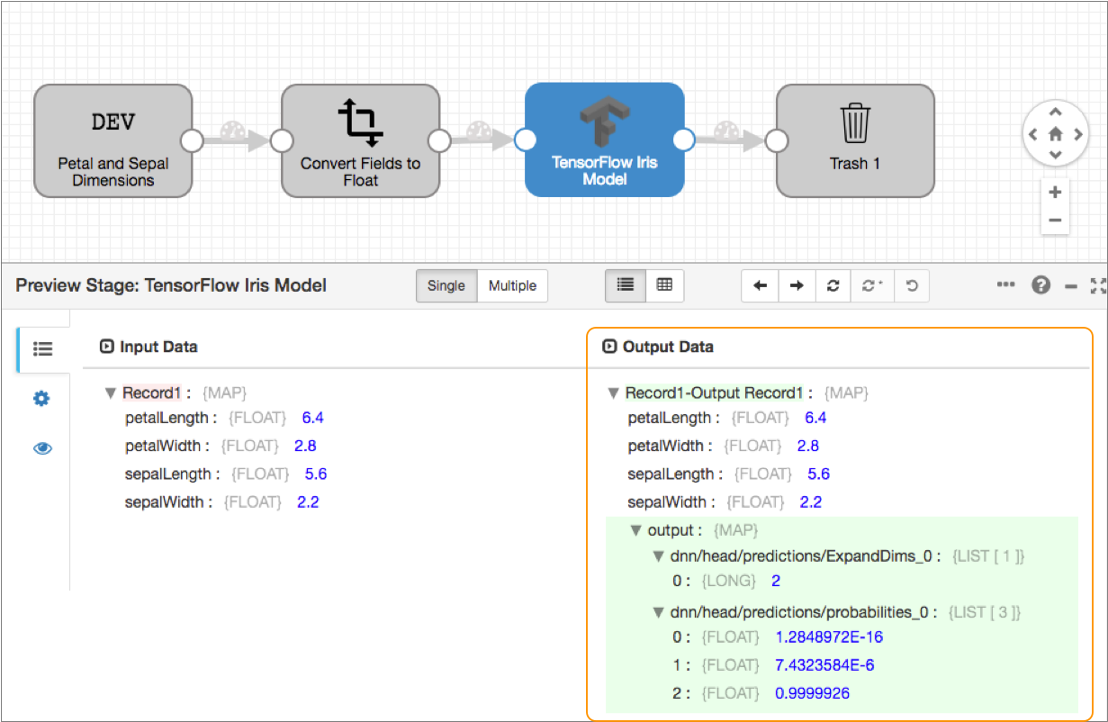 DEV
Petal and Sepal
Dimensions
Convert Fields to
Float
TensorFlow Iris
Model
Trash 1
Preview Stage: TensorFlow Iris Model
Single Multiple
Input Data
Record1 : {MAP}
petalLength : {FLOAT} 6.4
petalWidth : {FLOAT} 2.8
sepalLength : {FLOAT} 5.6
sepalWidth : {FLOAT} 2.2
Output Data
Record1-Output Record1 : {MAP}
petalLength : {FLOAT} 6.4
petalWidth : {FLOAT} 2.8
sepalLength : {FLOAT} 5.6
sepalWidth : {FLOAT} 2.2
output : {MAP}
dnn/head/predictions/ExpandDims_0 : {LIST [ 1 ]}
0 : {LONG} 2
dnn/head/predictions/probabilities_0 : {LIST [ 3 ]}
0 : {FLOAT} 1.2848972E-16
1 : {FLOAT} 7.4323584E-6
2 : {FLOAT} 0.9999926